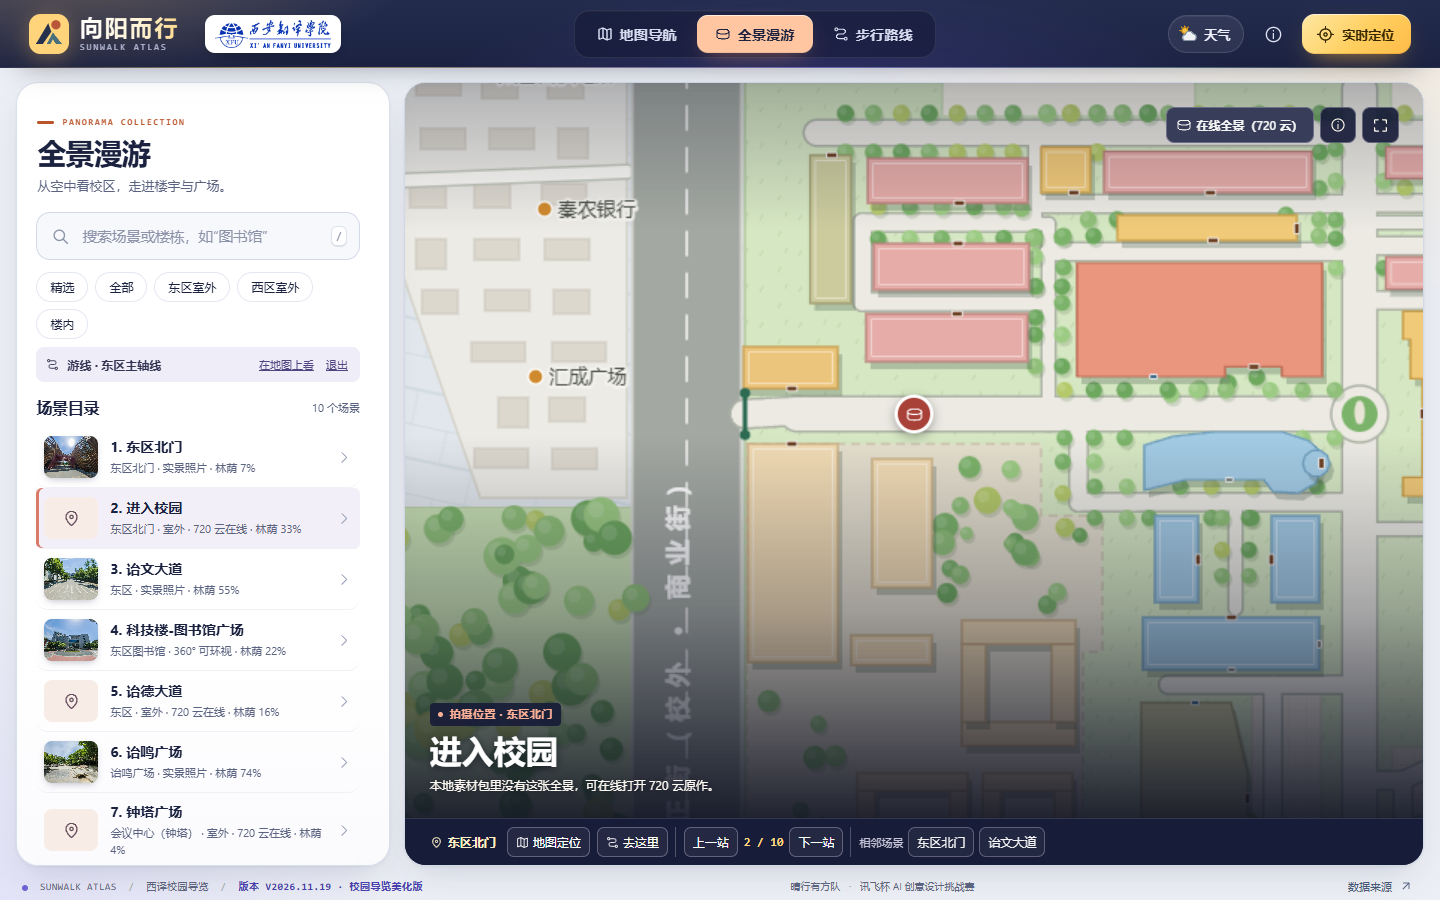 向阳而行
SUNWALK ATLAS
西安翻译学院
XI' AN FANYI UNIVERSITY
地图导航
全景漫游
步行路线
天气
实时定位
PANORAMA COLLECTION
全景漫游
从空中看校区，走进楼宇与广场。
搜索场景或楼栋，如“图书馆”
/
精选
全部
东区室外
西区室外
楼内
游线 · 东区主轴线
在地图上看
退出
场景目录
10 个场景
1. 东区北门
东区北门 · 实景照片 · 林荫 7%
2. 进入校园
东区北门 · 室外 · 720 云在线 · 林荫 33%
3. 诒文大道
东区 · 实景照片 · 林荫 55%
4. 科技楼-图书馆广场
东区图书馆 · 360° 可环视 · 林荫 22%
5. 诒德大道
东区 · 室外 · 720 云在线 · 林荫 16%
6. 诒鸣广场
诒鸣广场 · 实景照片 · 林荫 74%
7. 钟塔广场
会议中心（钟塔） · 室外 · 720 云在线 · 林荫
4%
在线全景（720 云）
秦农银行
汇成广场
商业街）
（校外
拍摄位置 · 东区北门
进入校园
本地素材包里没有这张全景，可在线打开 720 云原作。
东区北门
地图定位
去这里
上一站
2 / 10
下一站
相邻场景
东区北门
诒文大道
SUNWALK ATLAS / 西译校园导览 / 版本 V2026.11.19 · 校园导览美化版
晴行有方队 · 讯飞杯 AI 创意设计挑战赛
数据来源